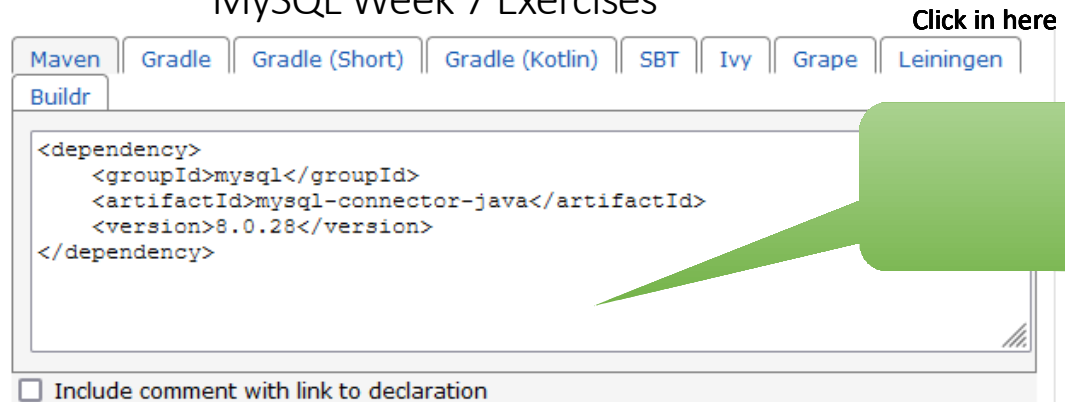 MySQL Week 7 Exercises
Click in here
Maven Gradle Gradle (Short) Gradle (Kotlin) SBT Ivy Grape Leiningen
Buildr
<dependency>
    <groupId>mysql</groupId>
    <artifactId>mysql-connector-java</artifactId>
    <version>8.0.28</version>
</dependency>
Include comment with link to declaration